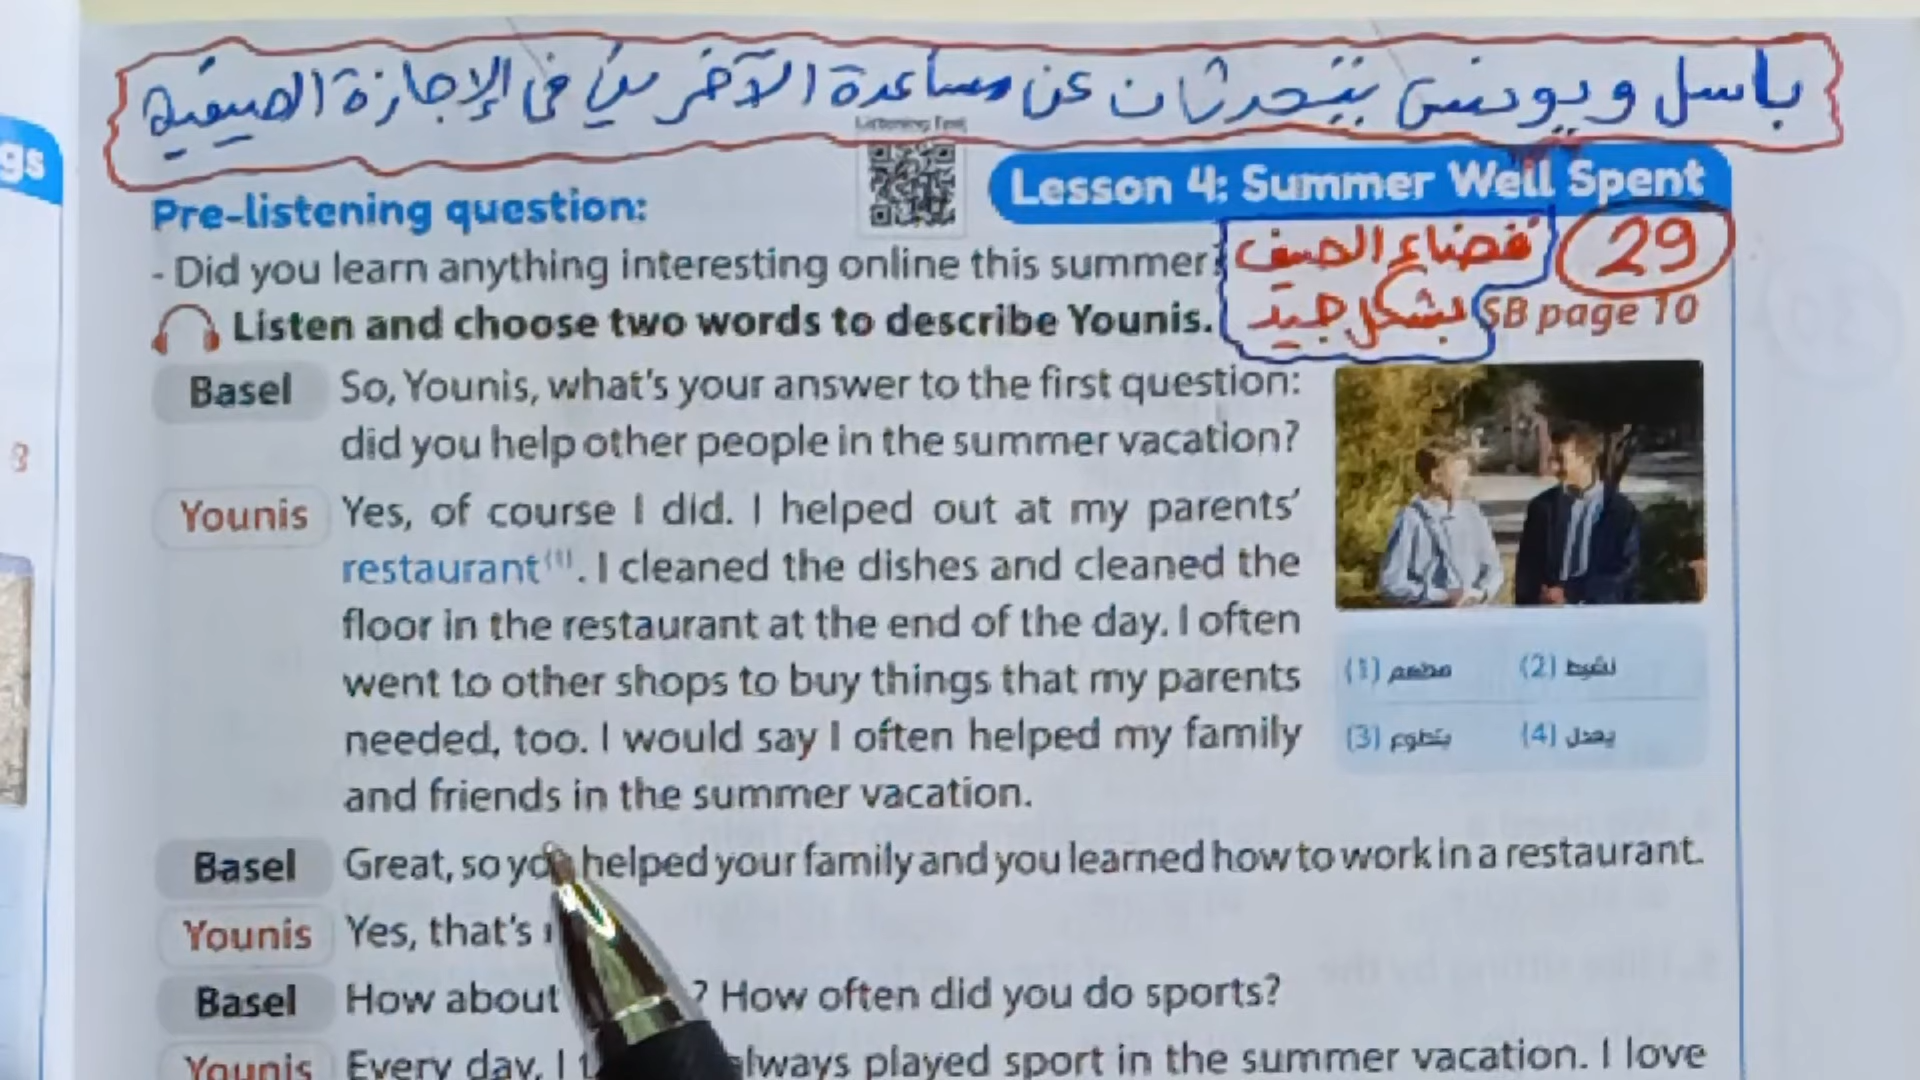 باسل ويونس يتحدثان عن مساعدة الآخرين في الإجازة الصيفية
Listening Text
gs
Lesson 4: Summer Well Spent
Pre-listening question:
قضاء الصيف
29
- Did you learn anything interesting online this summer
بشكل جيد
SB page 10
Listen and choose two words to describe Younis.
Basel So, Younis, what's your answer to the first question:
did you help other people in the summer vacation?
8
Younis Yes, of course I did. I helped out at my parents'
restaurant(1). I cleaned the dishes and cleaned the
floor in the restaurant at the end of the day. I often
went to other shops to buy things that my parents
needed, too. I would say I often helped my family
and friends in the summer vacation.
(1) مطعم (2) نشيط
(3) يتطوع (4) يعدل
Basel Great, so you helped your family and you learned how to work in a restaurant.
Younis Yes, that's
Basel How about ? How often did you do sports?
Younis Every day, I always played sport in the summer vacation. I love